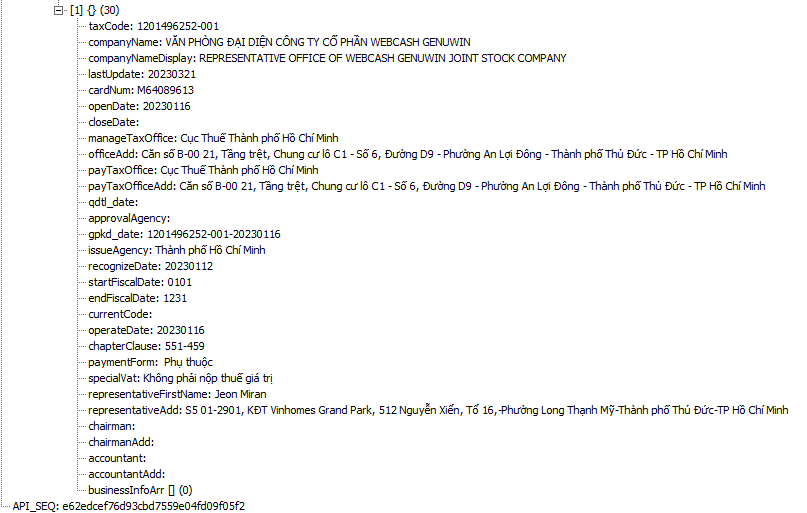 [1] {} (30)
taxCode: 1201496252-001
companyName: VĂN PHÒNG ĐẠI DIỆN CÔNG TY CỔ PHẦN WEBCASH GENUWIN
companyNameDisplay: REPRESENTATIVE OFFICE OF WEBCASH GENUWIN JOINT STOCK COMPANY
lastUpdate: 20230321
cardNum: M64089613
openDate: 20230116
closeDate:
manageTaxOffice: Cục Thuế Thành phố Hồ Chí Minh
officeAdd: Căn số B-00 21, Tầng trệt, Chung cư lô C1 - Số 6, Đường D9 - Phường An Lợi Đông - Thành phố Thủ Đức - TP Hồ Chí Minh
payTaxOffice: Cục Thuế Thành phố Hồ Chí Minh
payTaxOfficeAdd: Căn số B-00 21, Tầng trệt, Chung cư lô C1 - Số 6, Đường D9 - Phường An Lợi Đông - Thành phố Thủ Đức - TP Hồ Chí Minh
qdtl_date:
approvalAgency:
gpkd_date: 1201496252-001-20230116
issueAgency: Thành phố Hồ Chí Minh
recognizeDate: 20230112
startFiscalDate: 0101
endFiscalDate: 1231
currentCode:
operateDate: 20230116
chapterClause: 551-459
paymentForm: Phụ thuộc
specialVat: Không phải nộp thuế giá trị
representativeFirstName: Jeon Miran
representativeAdd: S5 01-2901, KĐT Vinhomes Grand Park, 512 Nguyễn Xiển, Tổ 16,-Phường Long Thạnh Mỹ-Thành phố Thủ Đức-TP Hồ Chí Minh
chairman:
chairmanAdd:
accountant:
accountantAdd:
businessInfoArr [] (0)
API_SEQ: e62edcef76d93cbd7559e04fd09f05f2